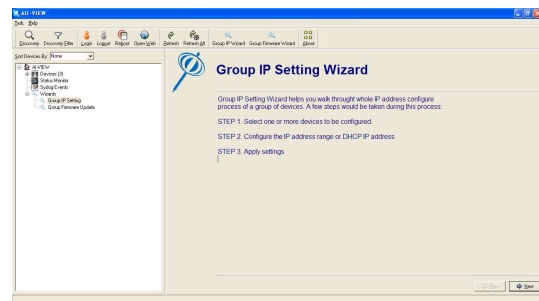 AII-VIEW
Task Help
Discovery Discovery Filter Login Logout Reboot Open Web Refresh Refresh All Group IP Wizard Group Firmware Wizard About
Sort Devices By: None
AI-VIEW
Devices (3)
Status Monitor
Syslog Events
Wizards
Group IP Setting
Group Firmware Update
Group IP Setting Wizard
Group IP Setting Wizard helps you walk throught whole IP address configure
process of a group of devices. A few steps would be taken during this process:
STEP 1. Select one or more devices to be configured.
STEP 2. Configure the IP address range or DHCP IP address
STEP 3. Apply settings
Prev Next